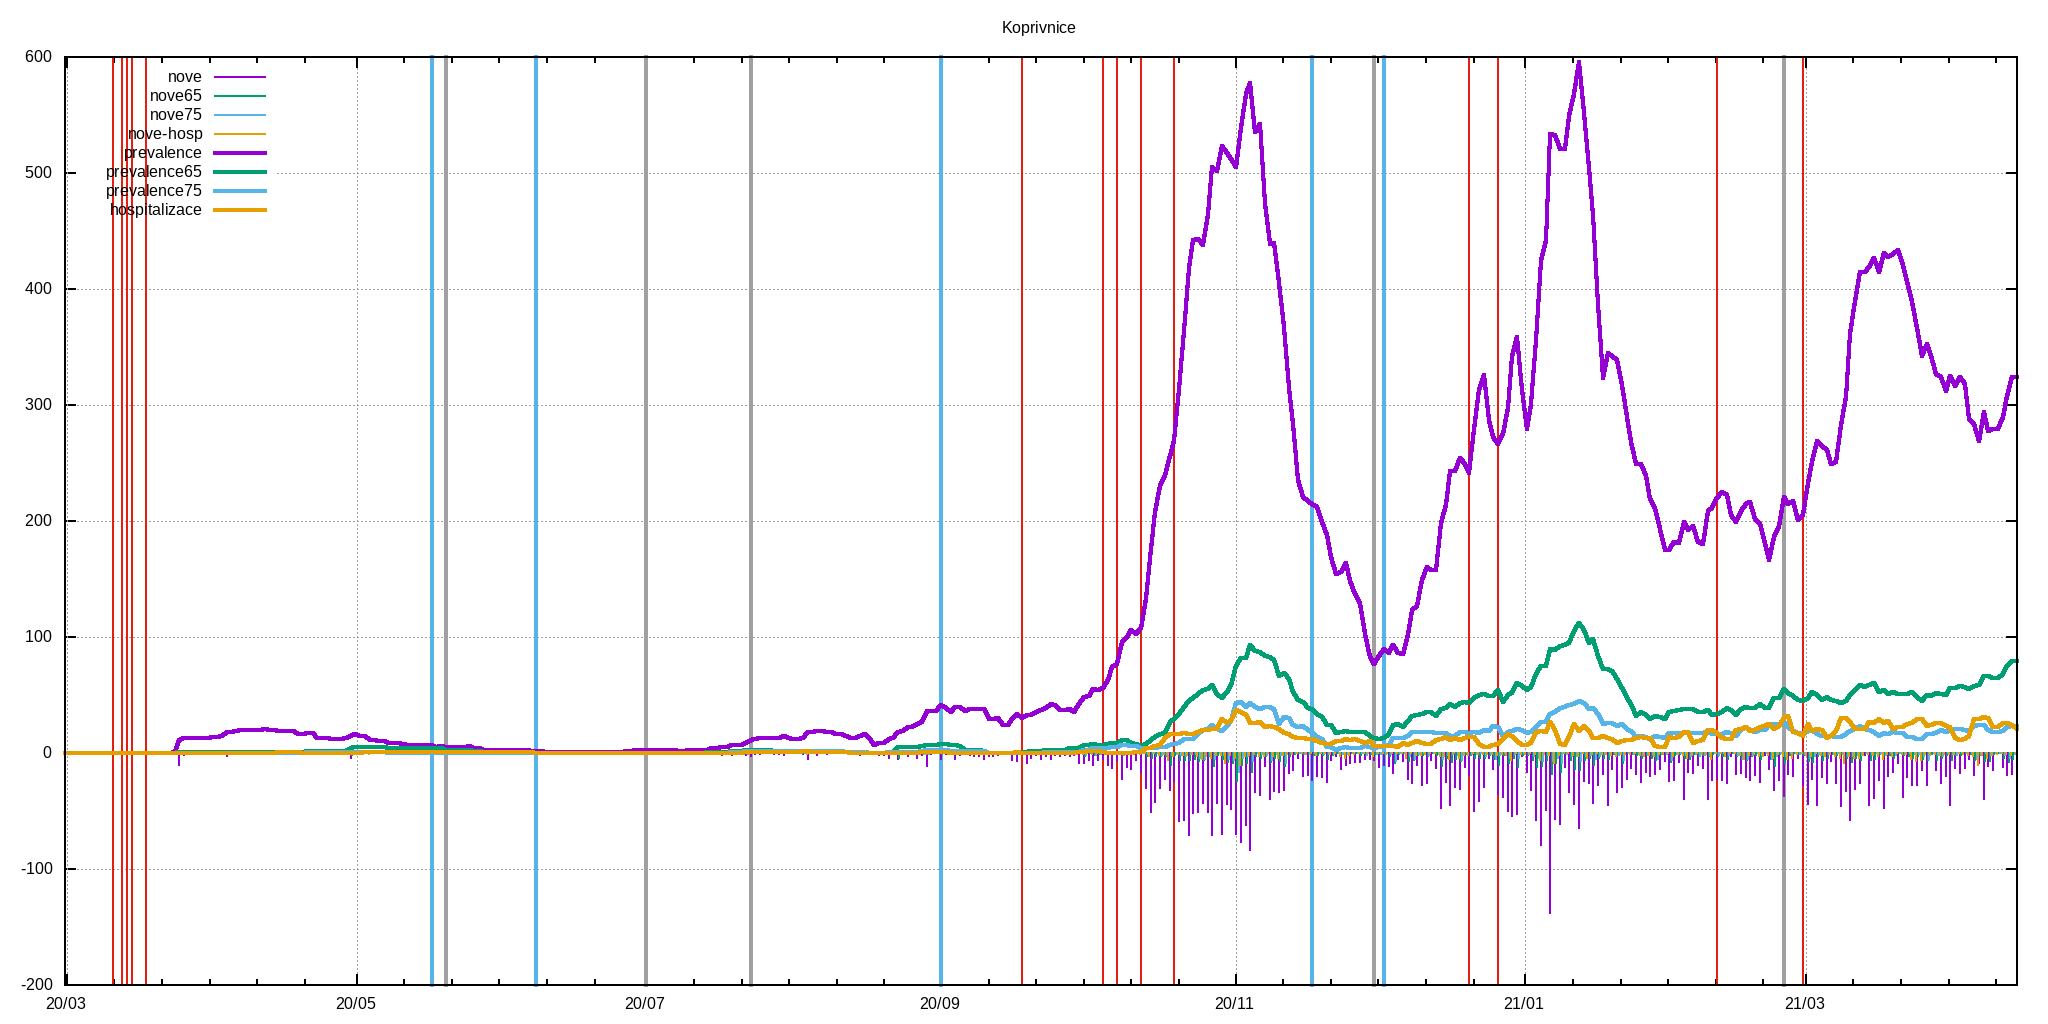 Koprivnice
600
nove
nove65
nove75
nove-hosp
prevalence
prevalence65
prevalence75
hospitalizace
500
400
300
200
100
0
-100
-200
20/03 20/05 20/07 20/09 20/11 21/01 21/03